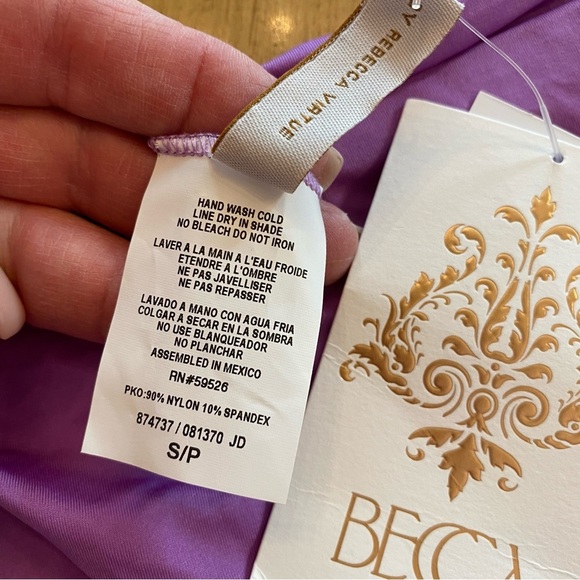 Y REBECCA VIRTUE
HAND WASH COLD
LINE DRY IN SHADE
NO BLEACH DO NOT IRON
LAVER A LA MAIN A L'EAU FROIDE
ETENDRE A L'OMBRE
NE PAS JAVELLISER
NE PAS REPASSER
LAVADO A MANO CON AGUA FRIA
COLGAR A SECAR EN LA SOMBRA
NO USE BLANQUEADOR
NO PLANCHAR
ASSEMBLED IN MEXICO
RN#59526
PKO:90% NYLON 10% SPANDEX
874737 / 081370 JD
S/P
BECCA